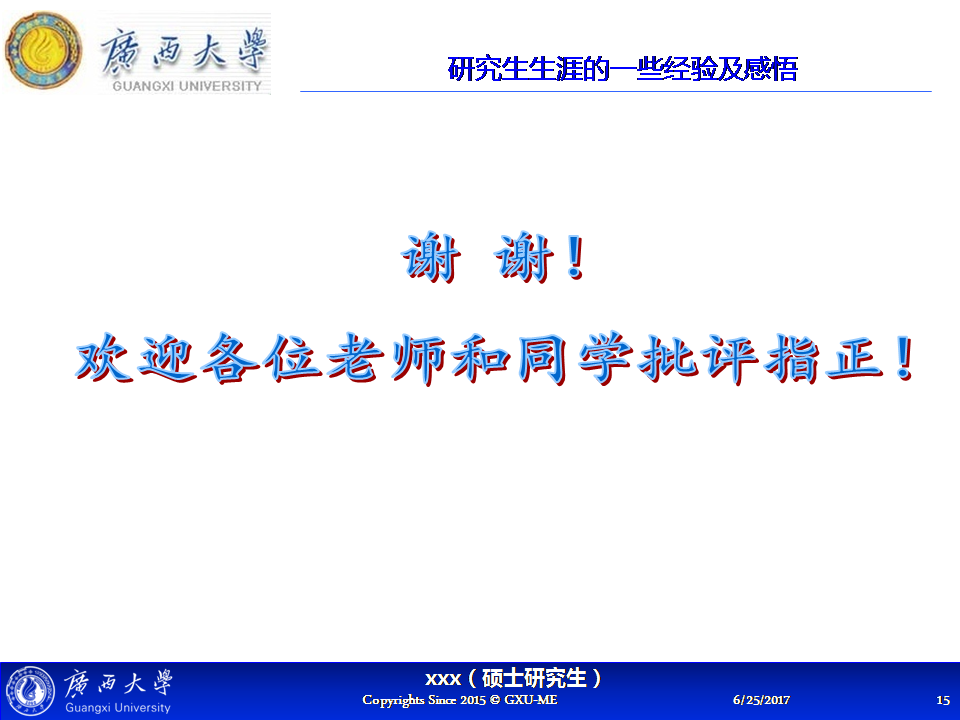 廣西大學
GUANGXI UNIVERSITY
研究生生涯的一些经验及感悟
谢 谢！
欢迎各位老师和同学批评指正！
廣西大學
Guangxi University
xxx（硕士研究生）
Copyrights Since 2015 © GXU-ME
6/25/2017
15